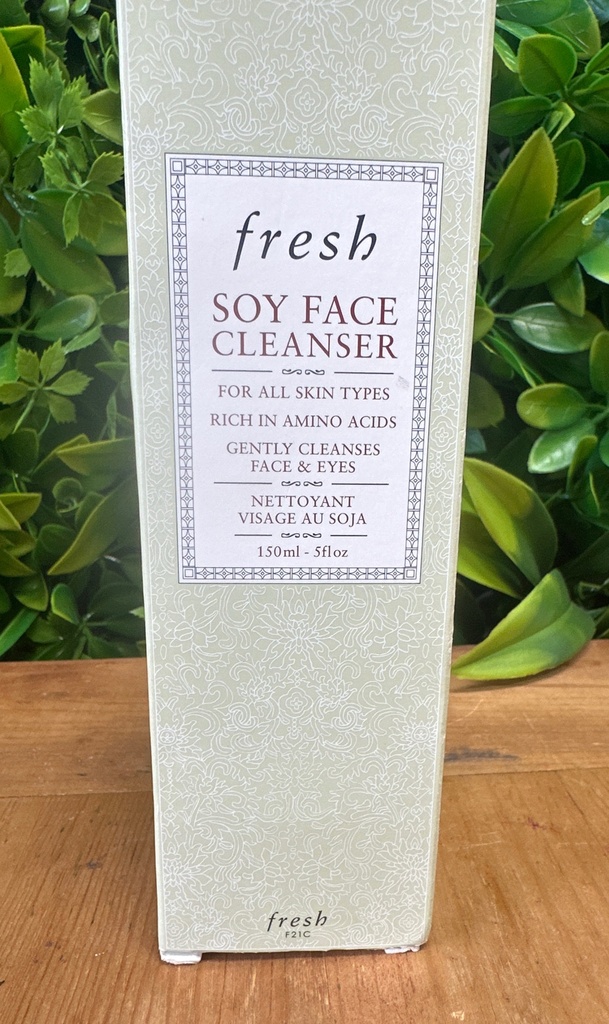 fresh
SOY FACE
CLEANSER
FOR ALL SKIN TYPES
RICH IN AMINO ACIDS
GENTLY CLEANSES
FACE & EYES
NETTOYANT
VISAGE AU SOJA
150ml - 5fl oz
fresh
F21C